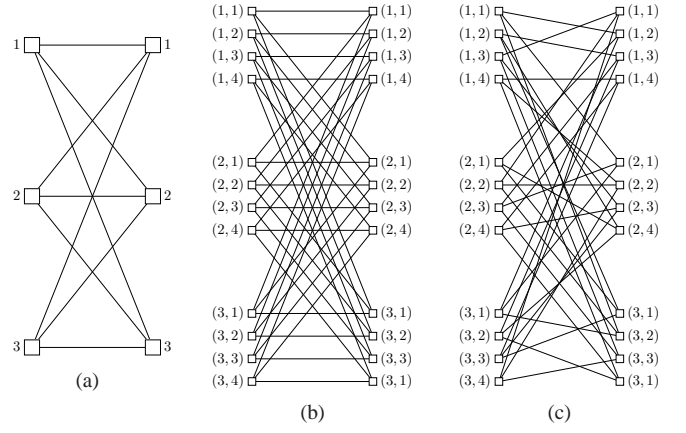 (1, 1) (1, 1) (1, 1) (1, 1)
(1, 2) (1, 2) (1, 2) (1, 2)
1 1 (1, 3) (1, 3) (1, 3) (1, 3)
(1, 4) (1, 4) (1, 4) (1, 4)
(2, 1) (2, 1) (2, 1) (2, 1)
(2, 2) (2, 2) (2, 2) (2, 2)
2 2 (2, 3) (2, 3) (2, 3) (2, 3)
(2, 4) (2, 4) (2, 4) (2, 4)
(3, 1) (3, 1) (3, 1) (3, 1)
(3, 2) (3, 2) (3, 2) (3, 2)
3 3 (3, 3) (3, 3) (3, 3) (3, 3)
(3, 4) (3, 1) (3, 4) (3, 1)
(a)
(b) (c)